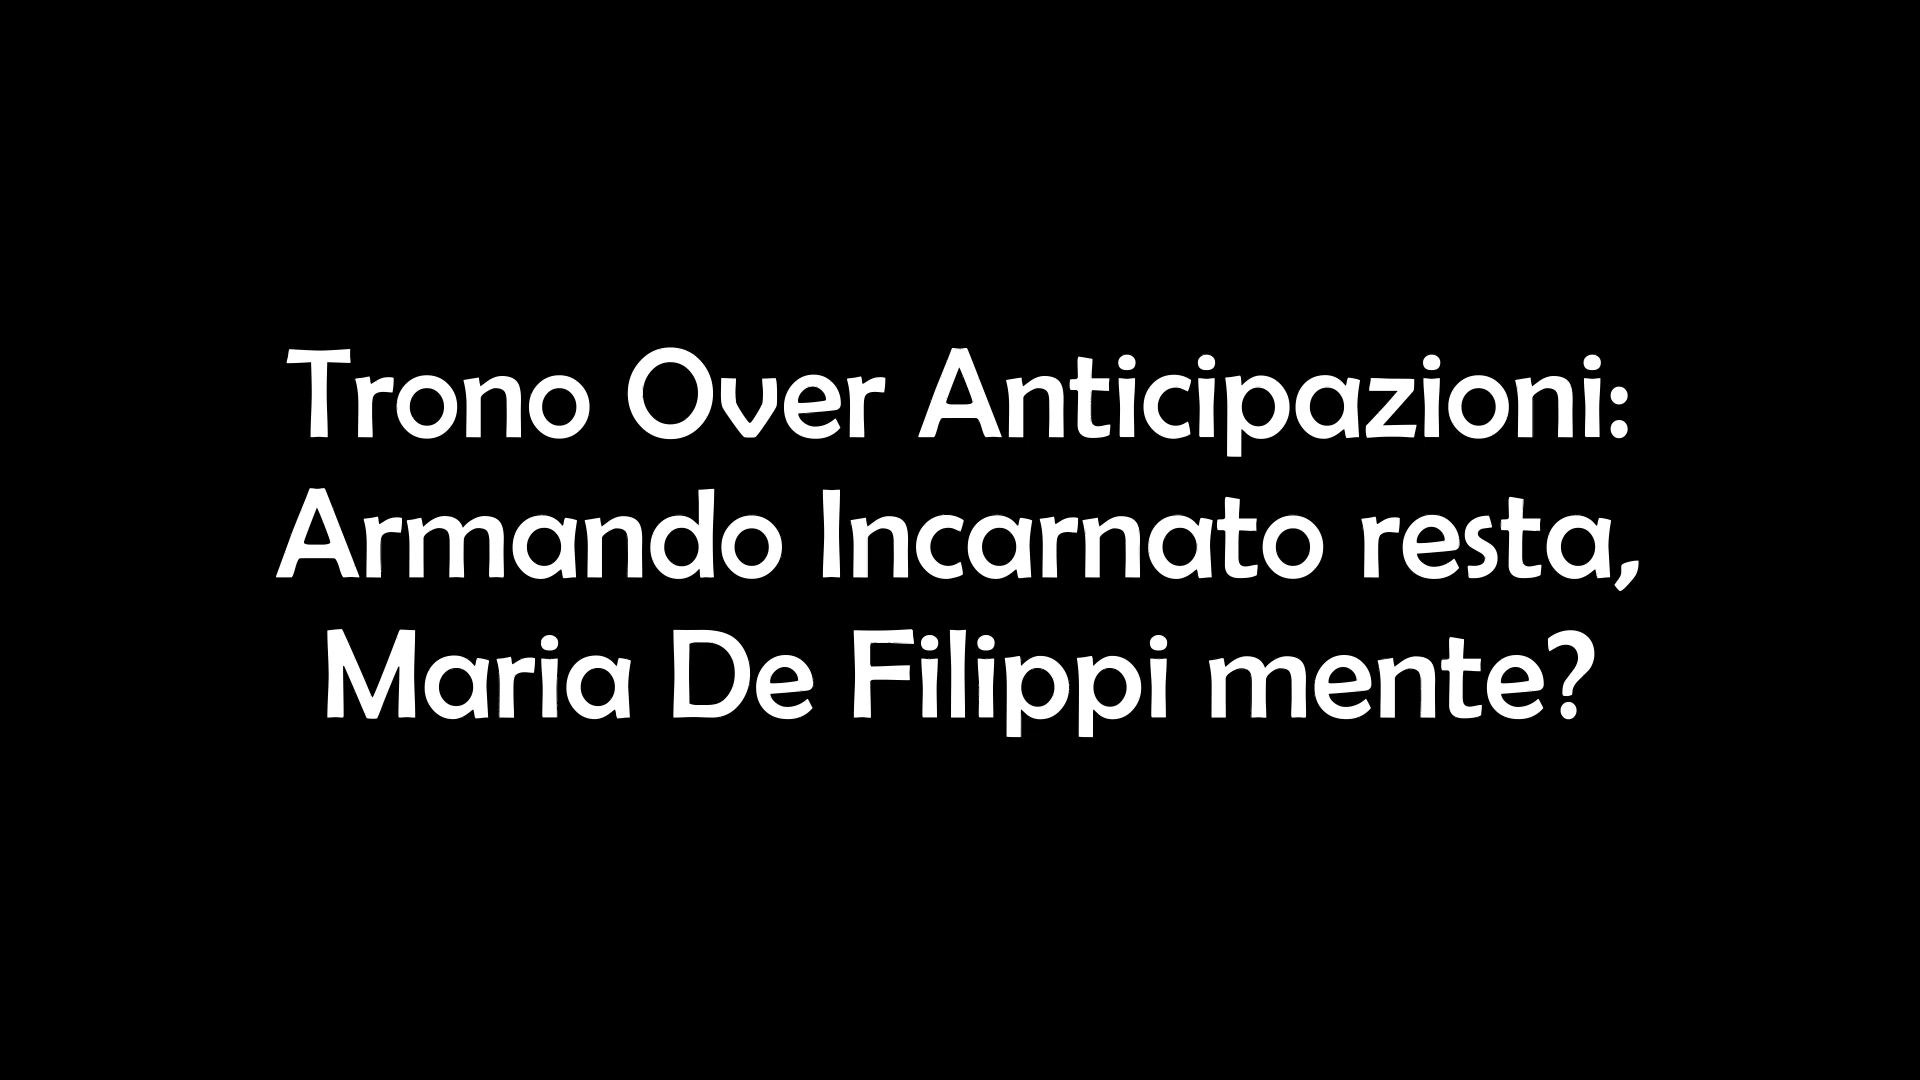 Trono Over Anticipazioni:
Armando Incarnato resta,
Maria De Filippi mente?